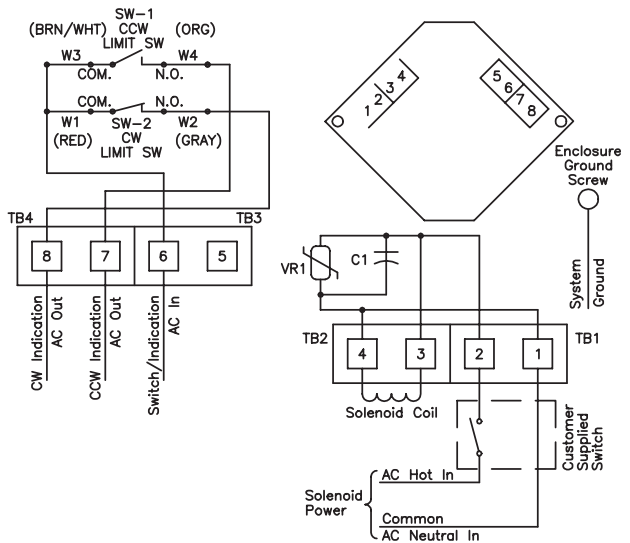 SW-1
(BRN/WHT) CCW (ORG)
LIMIT SW
W3 W4
COM. N.O.
COM. N.O.
W1 SW-2 W2
(RED) CW (GRAY)
LIMIT SW
TB4 TB3
8 7 6 5
CW Indication
AC Out
CCW Indication
AC Out
Switch/Indication
AC In
1 2 3 4
5 6 7 8
Enclosure
Ground
Screw
System
Ground
VR1 C1
TB2 TB1
4 3 2 1
Solenoid Coil
Customer
Supplied
Switch
Solenoid
Power
AC Hot In
Common
AC Neutral In